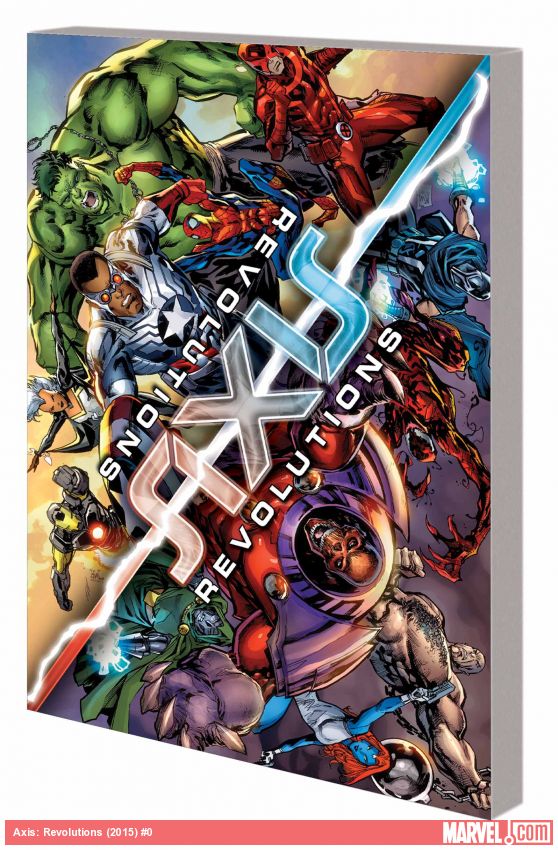 REVOLUTIONS
AXIS
REVOLUTIONS
Axis: Revolutions (2015) #0
MARVEL.com